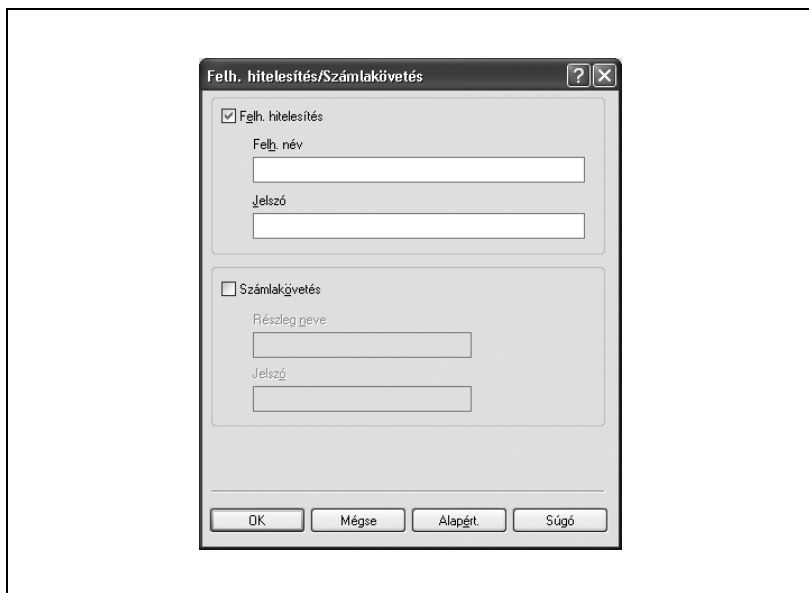 Felh. hitelesítés/Számlakövetés
Felh. hitelesítés
Felh. név
Jelszó
Számlakövetés
Részleg neve
Jelszó
OK Mégse Alapért. Súgó